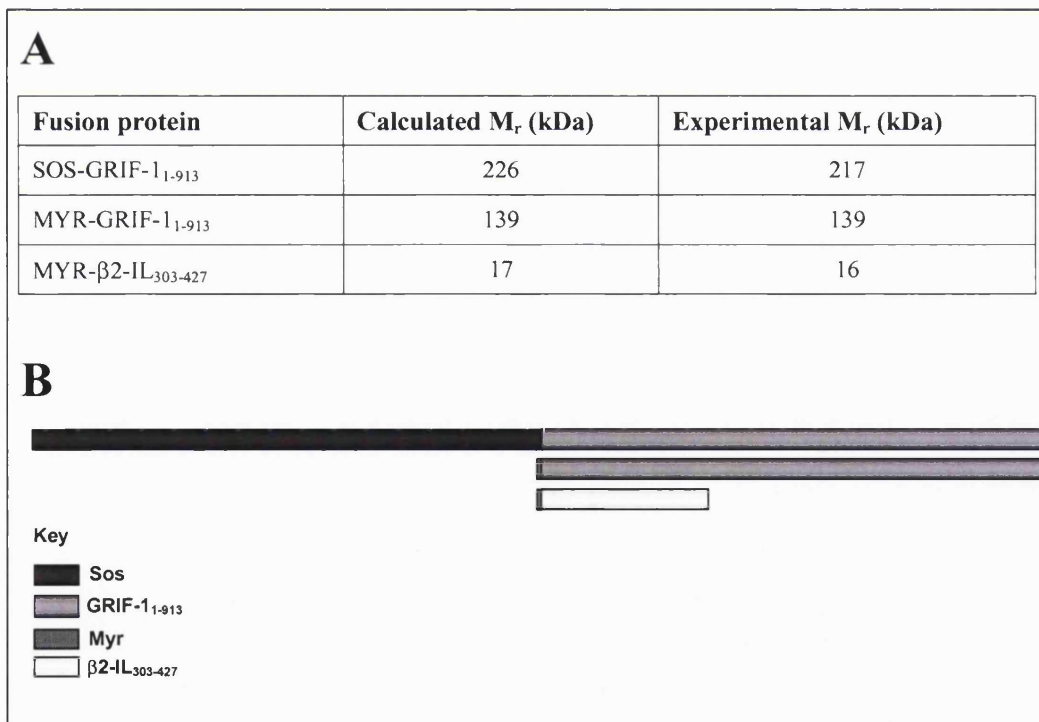 A
Fusion protein Calculated Mᵣ (kDa) Experimental Mᵣ (kDa)
SOS-GRIF-1₁₋₉₁₃ 226 217
MYR-GRIF-1₁₋₉₁₃ 139 139
MYR-β2-IL₃₀₃₋₄₂₇ 17 16
B
Key
Sos
GRIF-1₁₋₉₁₃
Myr
β2-IL₃₀₃₋₄₂₇